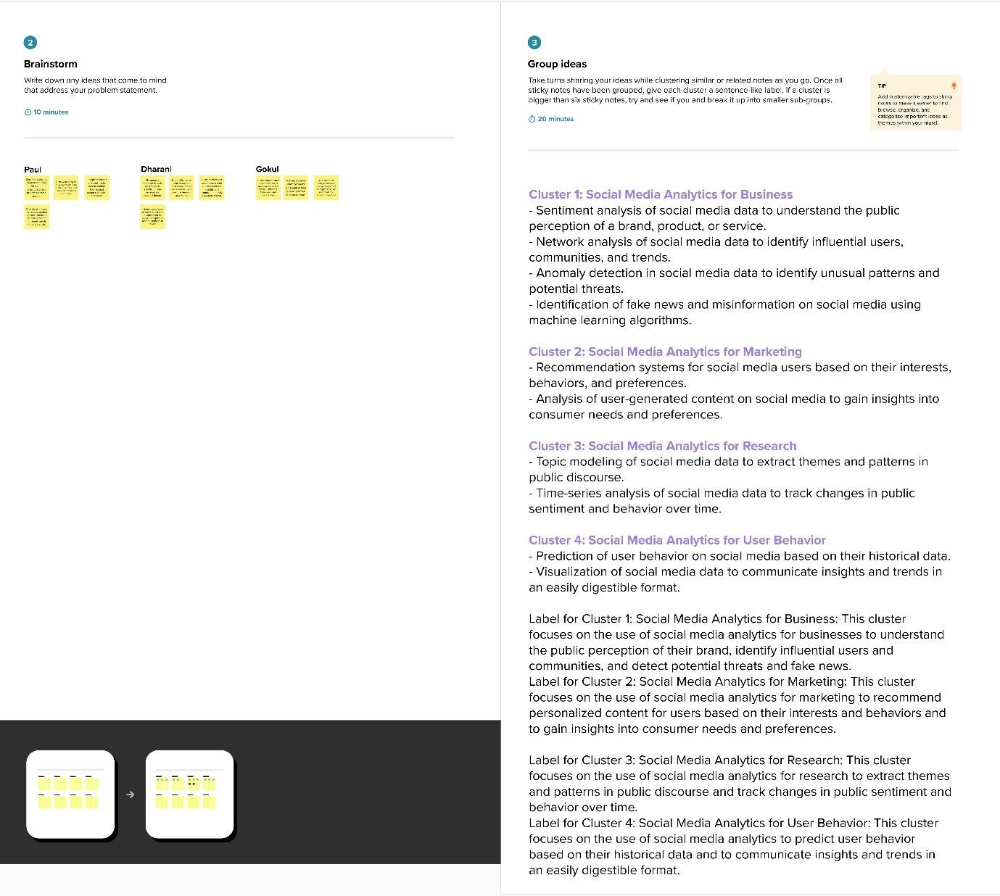 2
Brainstorm
Write down any ideas that come to mind
that address your problem statement.
10 minutes
Paul
Dharani
Gokul
3
Group ideas
Take turns sharing your ideas while clustering similar or related notes as you go. Once all
sticky notes have been grouped, give each cluster a sentence-like label. If a cluster is
bigger than six sticky notes, try and see if you and break it up into smaller sub-groups.
20 minutes
TIP
Add customizable tags to sticky
notes to make it easier to find,
browse, organize, and
categorize important ideas as
themes within your mural.
Cluster 1: Social Media Analytics for Business
- Sentiment analysis of social media data to understand the public
perception of a brand, product, or service.
- Network analysis of social media data to identify influential users,
communities, and trends.
- Anomaly detection in social media data to identify unusual patterns and
potential threats.
- Identification of fake news and misinformation on social media using
machine learning algorithms.
Cluster 2: Social Media Analytics for Marketing
- Recommendation systems for social media users based on their interests,
behaviors, and preferences.
- Analysis of user-generated content on social media to gain insights into
consumer needs and preferences.
Cluster 3: Social Media Analytics for Research
- Topic modeling of social media data to extract themes and patterns in
public discourse.
- Time-series analysis of social media data to track changes in public
sentiment and behavior over time.
Cluster 4: Social Media Analytics for User Behavior
- Prediction of user behavior on social media based on their historical data.
- Visualization of social media data to communicate insights and trends in
an easily digestible format.
Label for Cluster 1: Social Media Analytics for Business: This cluster
focuses on the use of social media analytics for businesses to understand
the public perception of their brand, identify influential users and
communities, and detect potential threats and fake news.
Label for Cluster 2: Social Media Analytics for Marketing: This cluster
focuses on the use of social media analytics for marketing to recommend
personalized content for users based on their interests and behaviors and
to gain insights into consumer needs and preferences.
Label for Cluster 3: Social Media Analytics for Research: This cluster
focuses on the use of social media analytics for research to extract themes
and patterns in public discourse and track changes in public sentiment and
behavior over time.
Label for Cluster 4: Social Media Analytics for User Behavior: This cluster
focuses on the use of social media analytics to predict user behavior
based on their historical data and to communicate insights and trends in
an easily digestible format.